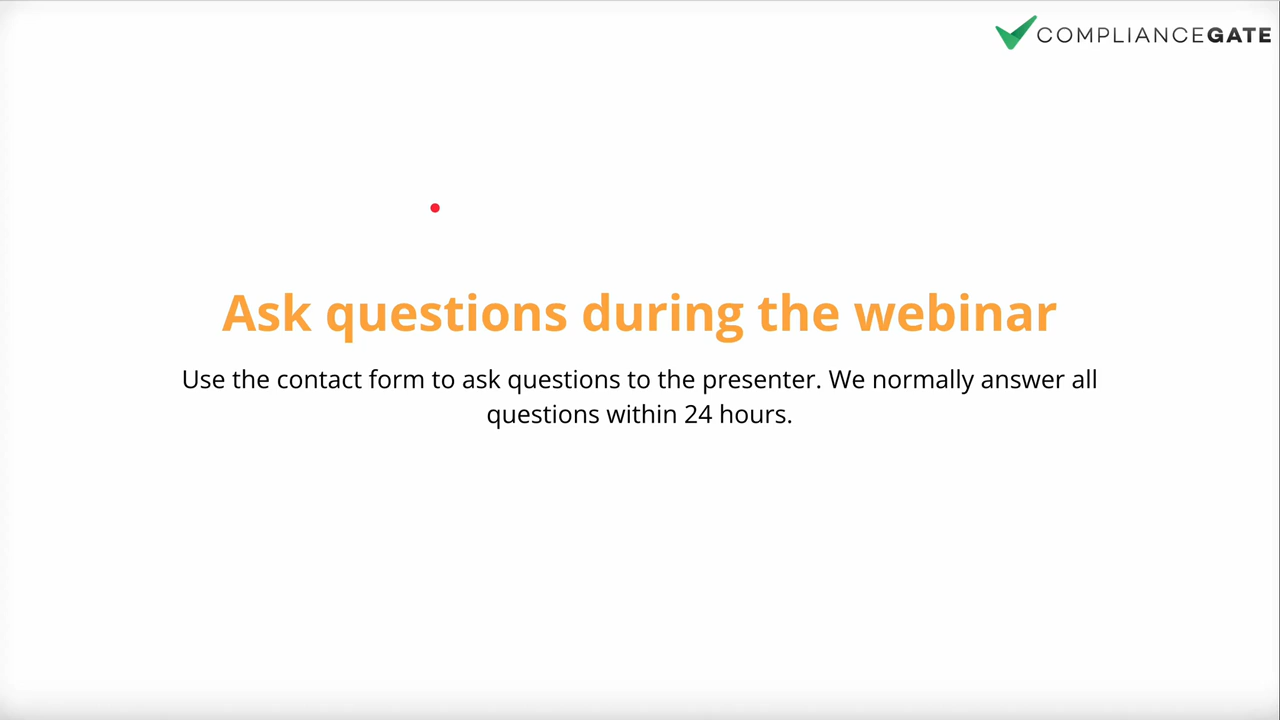 COMPLIANCEGATE
Ask questions during the webinar
Use the contact form to ask questions to the presenter. We normally answer all
questions within 24 hours.